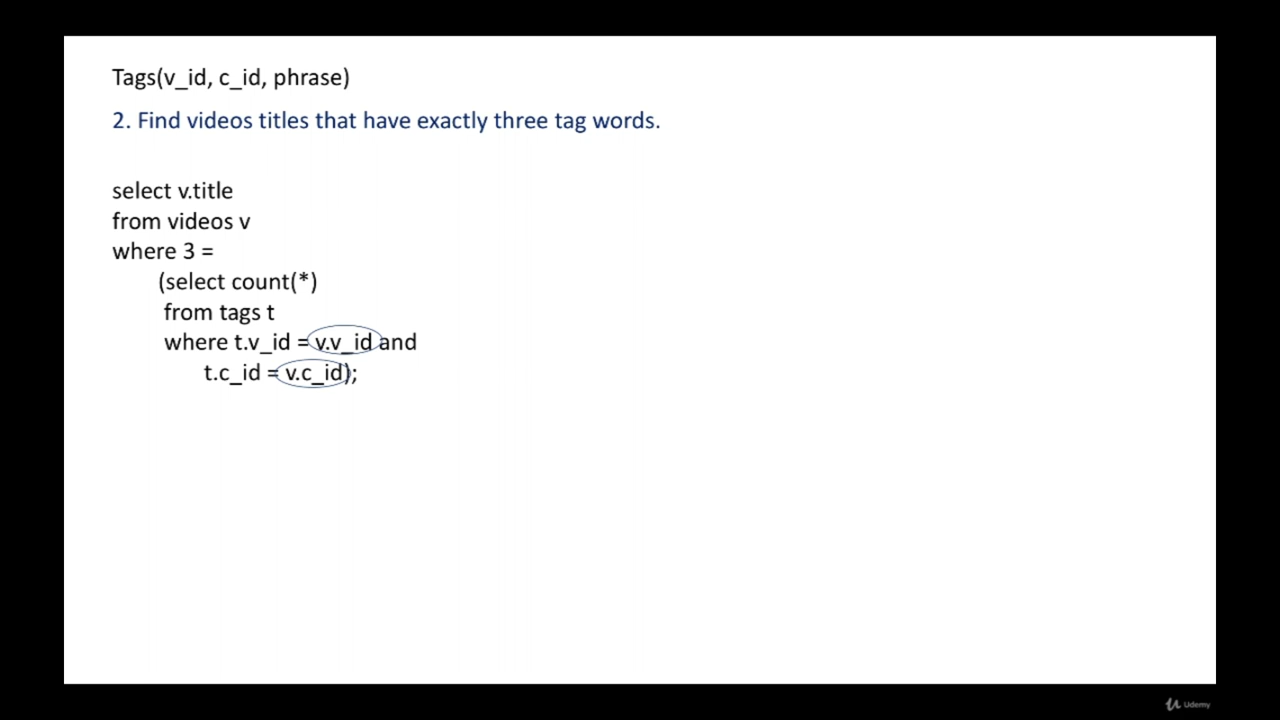 Tags(v_id, c_id, phrase)
2. Find videos titles that have exactly three tag words.
select v.title
from videos v
where 3 =
(select count(*)
from tags t
where t.v_id = v.v_id and
t.c_id = v.c_id);
Udemy